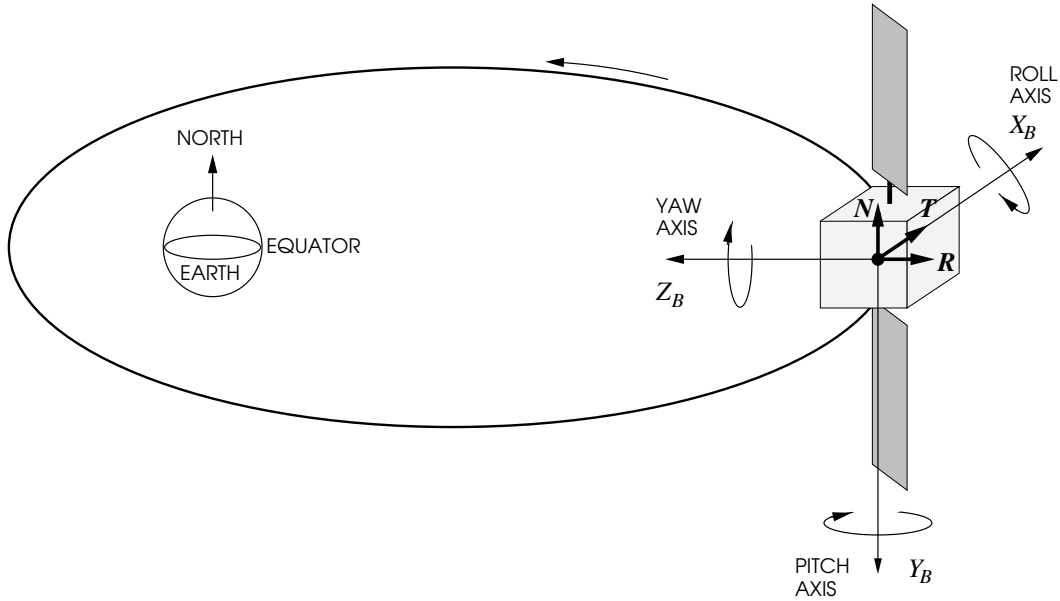 ROLL
AXIS
X_B
NORTH
N
T
YAW
AXIS
EQUATOR
R
EARTH
Z_B
PITCH
AXIS
Y_B